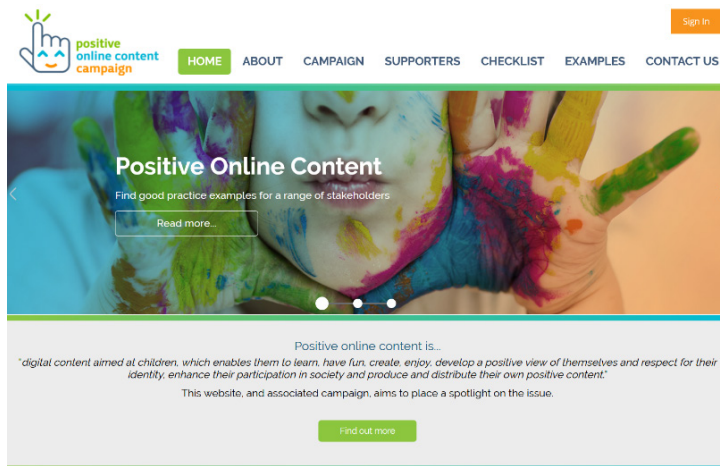 positive
online content
campaign
Sign In
HOME ABOUT CAMPAIGN SUPPORTERS CHECKLIST EXAMPLES CONTACT US
Positive Online Content
Find good practice examples for a range of stakeholders
Read more...
Positive online content is...
"digital content aimed at children, which enables them to learn, have fun, create, enjoy, develop a positive view of themselves and respect for their
identity, enhance their participation in society and produce and distribute their own positive content."
This website, and associated campaign, aims to place a spotlight on the issue.
Find out more